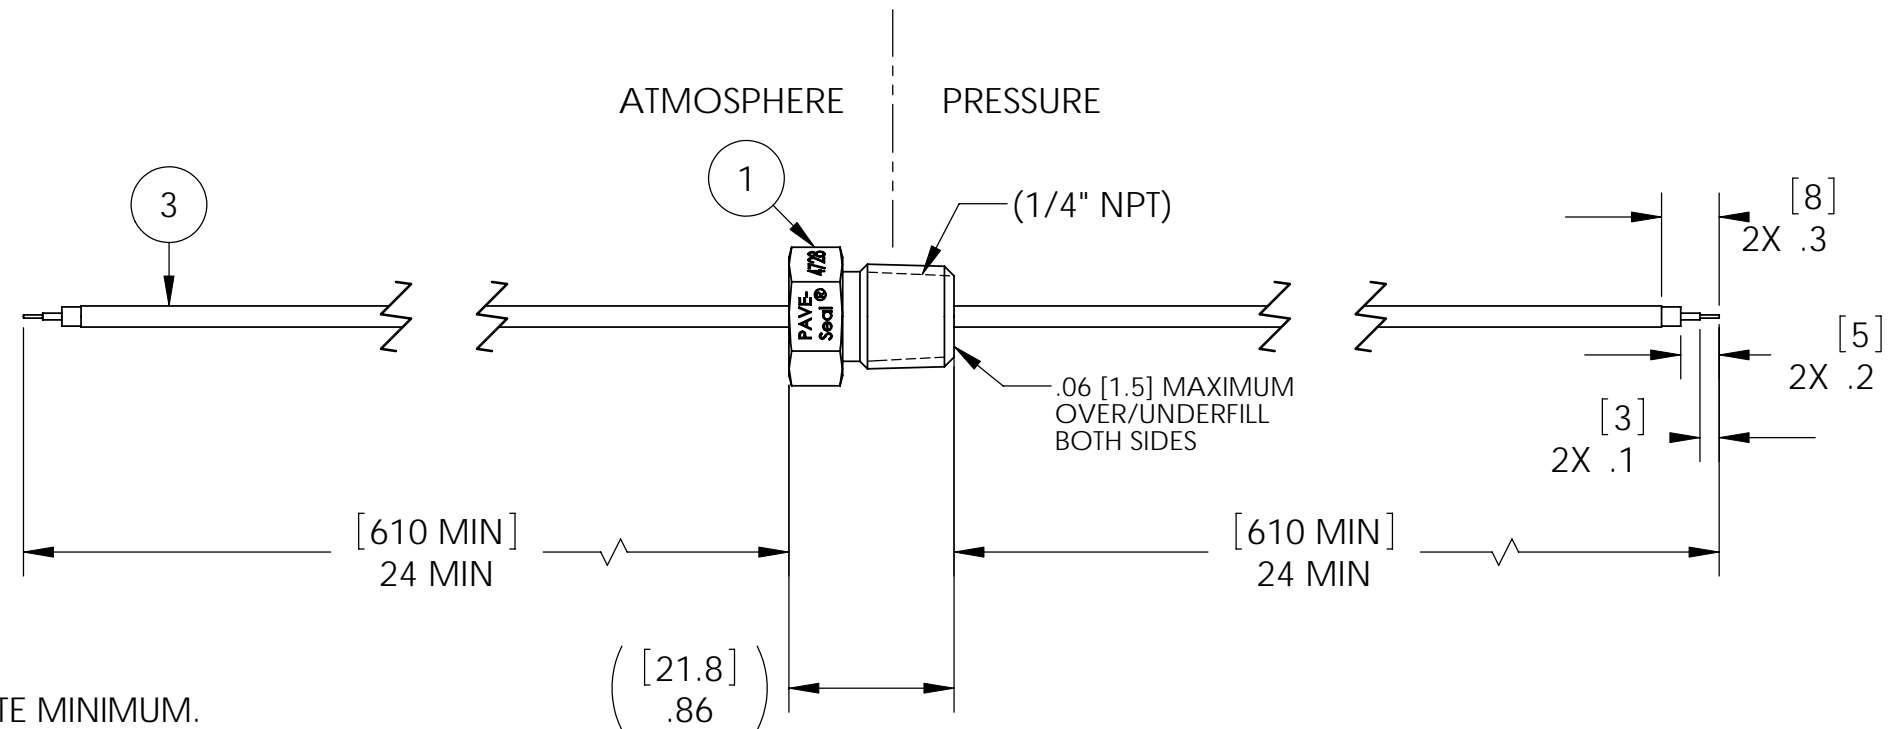 ATMOSPHERE PRESSURE
3
1
(1/4" NPT)
[8]
2X .3
4728
PAVE-
Seal ®
[5]
2X .2
.06 [1.5] MAXIMUM
OVER/UNDERFILL
BOTH SIDES
[3]
2X .1
[610 MIN]
24 MIN
[610 MIN]
24 MIN
([21.8]
.86)
TE MINIMUM.